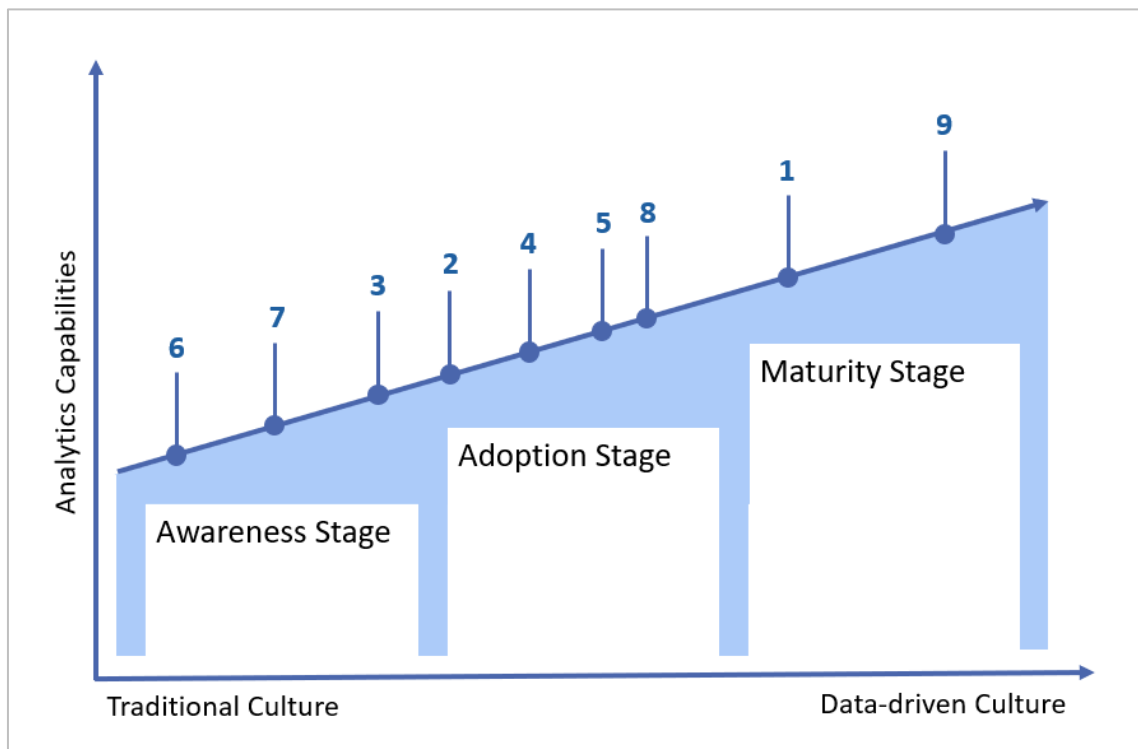 9
1
8
5
4
2
3
7
6
Analytics Capabilities
Maturity Stage
Adoption Stage
Awareness Stage
Traditional Culture
Data-driven Culture